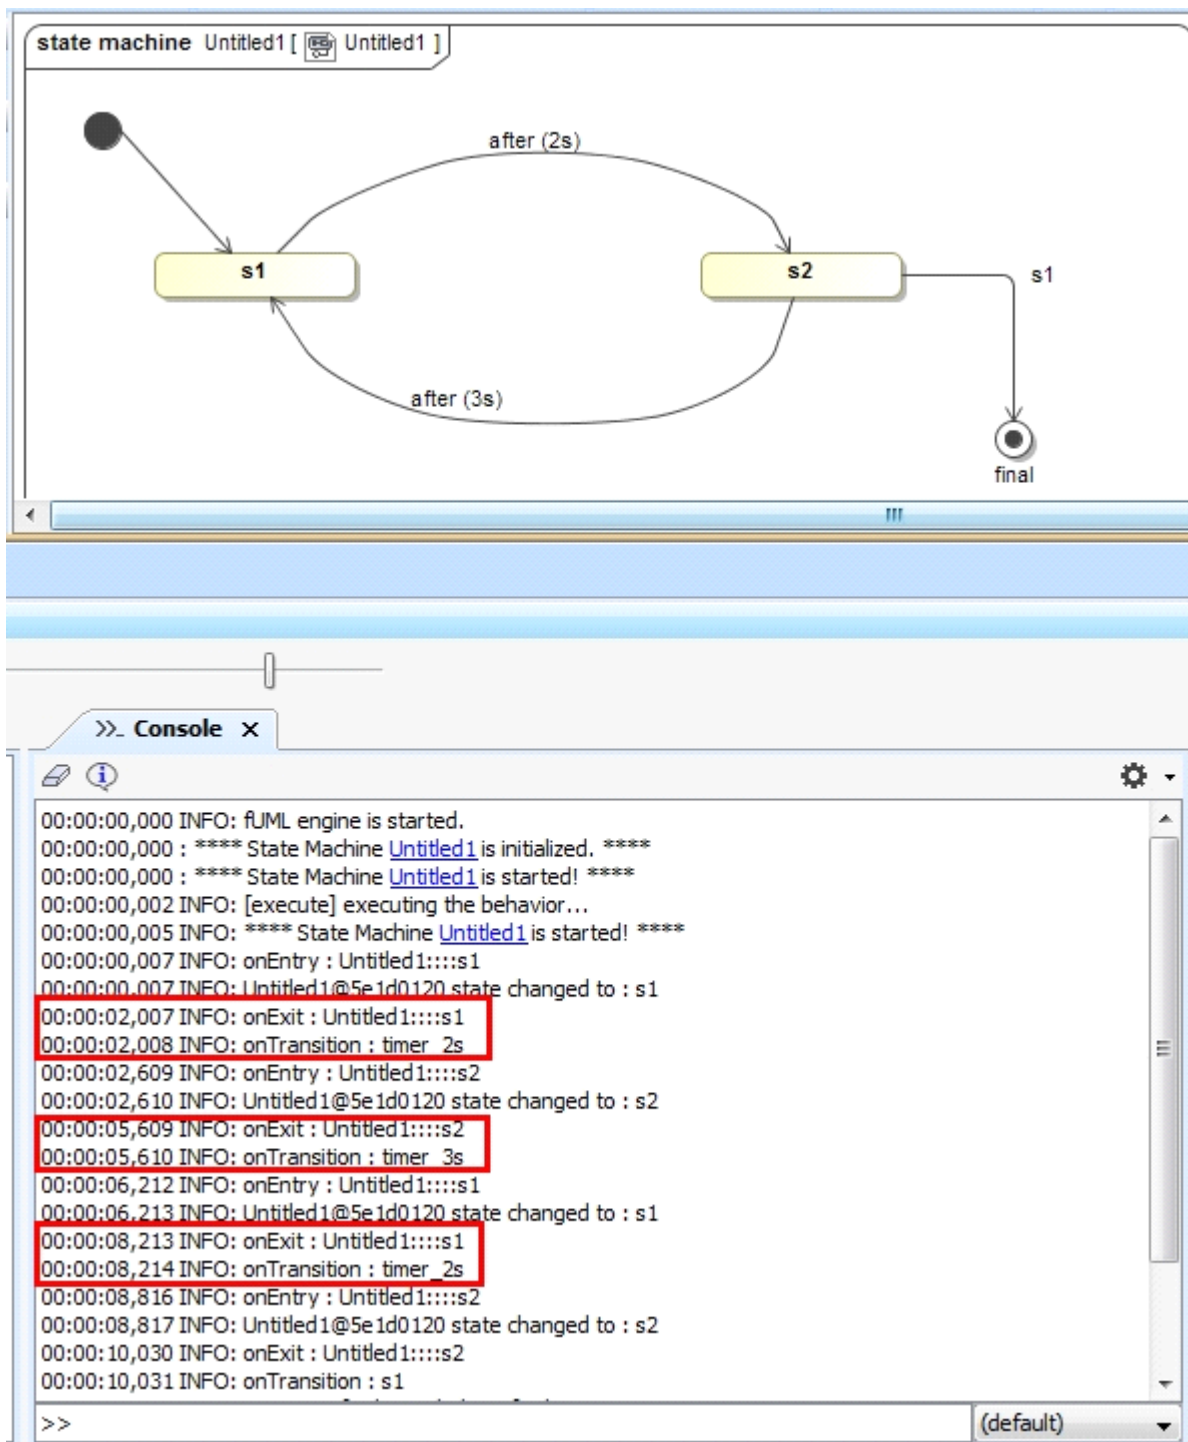 state machine Untitled1 [ Untitled1 ]
after (2s)
s1
s2
s1
after (3s)
final
Console x
00:00:00,000 INFO: fUML engine is started.
00:00:00,000 : **** State Machine Untitled1 is initialized. ****
00:00:00,000 : **** State Machine Untitled1 is started! ****
00:00:00,002 INFO: [execute] executing the behavior...
00:00:00,005 INFO: **** State Machine Untitled1 is started! ****
00:00:00,007 INFO: onEntry : Untitled1::::s1
00:00:00,007 INFO: Untitled1@5e1d0120 state changed to : s1
00:00:02,007 INFO: onExit : Untitled1::::s1
00:00:02,008 INFO: onTransition : timer_2s
00:00:02,609 INFO: onEntry : Untitled1::::s2
00:00:02,610 INFO: Untitled1@5e1d0120 state changed to : s2
00:00:05,609 INFO: onExit : Untitled1::::s2
00:00:05,610 INFO: onTransition : timer_3s
00:00:06,212 INFO: onEntry : Untitled1::::s1
00:00:06,213 INFO: Untitled1@5e1d0120 state changed to : s1
00:00:08,213 INFO: onExit : Untitled1::::s1
00:00:08,214 INFO: onTransition : timer_2s
00:00:08,816 INFO: onEntry : Untitled1::::s2
00:00:08,817 INFO: Untitled1@5e1d0120 state changed to : s2
00:00:10,030 INFO: onExit : Untitled1::::s2
00:00:10,031 INFO: onTransition : s1
>> (default)